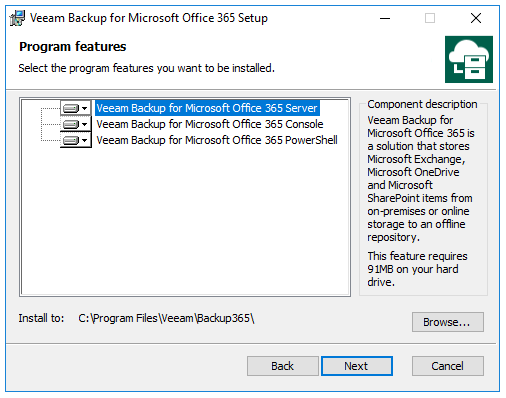 Veeam Backup for Microsoft Office 365 Setup
Program features
Select the program features you want to be installed.
Veeam Backup for Microsoft Office 365 Server
Veeam Backup for Microsoft Office 365 Console
Veeam Backup for Microsoft Office 365 PowerShell
Component description
Veeam Backup for
Microsoft Office 365 is
a solution that stores
Microsoft Exchange,
Microsoft OneDrive
and Microsoft
SharePoint items from
on-premises or online
storage to an offline
repository.
This feature requires
91MB on your hard
drive.
Install to: C:\Program Files\Veeam\Backup365\
Browse...
Back
Next
Cancel